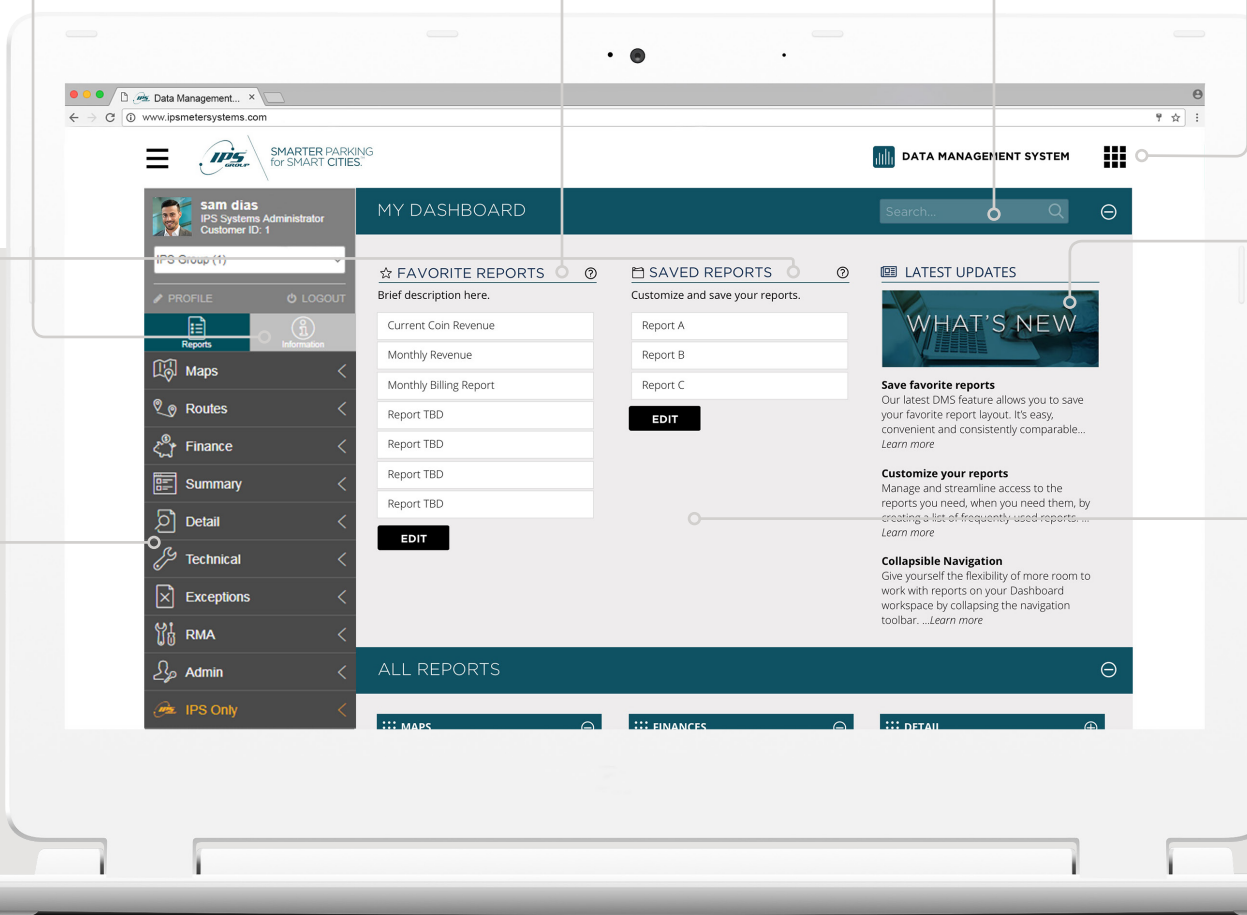 Data Management...
www.ipsmetersystems.com
IPS
GROUP
SMARTER PARKING
for SMART CITIES.
DATA MANAGEMENT SYSTEM
sam dias
IPS Systems Administrator
Customer ID: 1
IPS Group (1)
PROFILE
LOGOUT
Reports
Information
Maps
Routes
Finance
Summary
Detail
Technical
Exceptions
RMA
Admin
IPS Only
MY DASHBOARD
Search...
FAVORITE REPORTS
Brief description here.
Current Coin Revenue
Monthly Revenue
Monthly Billing Report
Report TBD
Report TBD
Report TBD
Report TBD
EDIT
SAVED REPORTS
Customize and save your reports.
Report A
Report B
Report C
EDIT
LATEST UPDATES
WHAT'S NEW
Save favorite reports
Our latest DMS feature allows you to save
your favorite report layout. It's easy,
convenient and consistently comparable...
Learn more
Customize your reports
Manage and streamline access to the
reports you need, when you need them, by
creating a list of frequently used reports. ...
Learn more
Collapsible Navigation
Give yourself the flexibility of more room to
work with reports on your Dashboard
workspace by collapsing the navigation
toolbar. ...Learn more
ALL REPORTS
MAPS
FINANCES
DETAIL